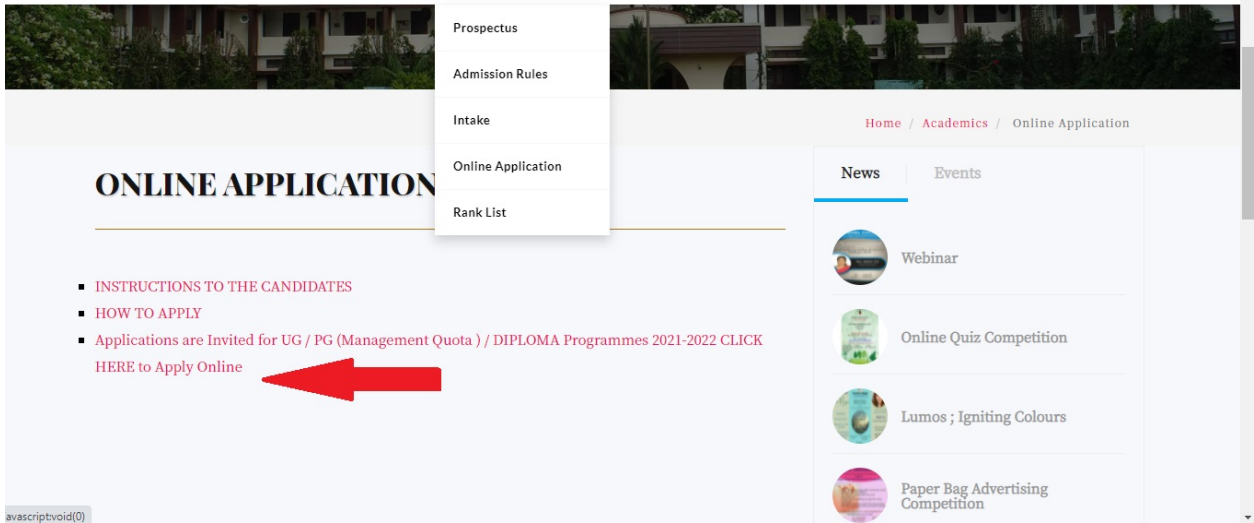 Prospectus
Admission Rules
Intake
Online Application
Rank List
Home / Academics / Online Application
ONLINE APPLICATION
INSTRUCTIONS TO THE CANDIDATES
HOW TO APPLY
Applications are Invited for UG / PG (Management Quota ) / DIPLOMA Programmes 2021-2022 CLICK
HERE to Apply Online
News
Events
Webinar
Online Quiz Competition
Lumos ; Igniting Colours
Paper Bag Advertising
Competition
avascript:void(0)